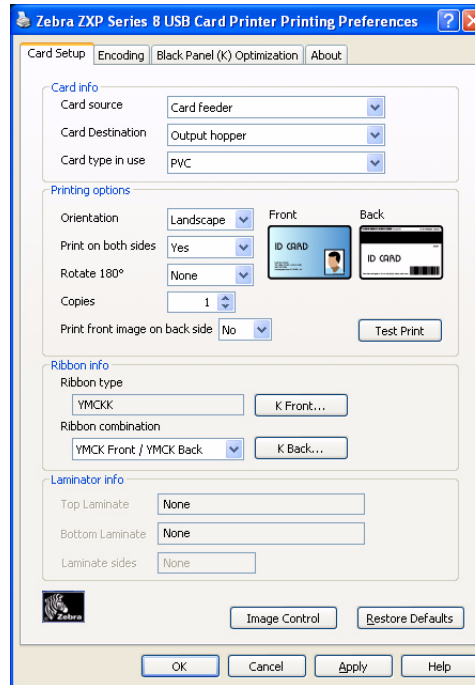 Zebra ZXP Series 8 USB Card Printer Printing Preferences
Card Setup Encoding Black Panel (K) Optimization About
Card info
Card source Card feeder
Card Destination Output hopper
Card type in use PVC
Printing options
Orientation Landscape Front Back
Print on both sides Yes
ID CARD ID CARD
Rotate 180° None
Copies 1
Print front image on back side No Test Print
Ribbon info
Ribbon type
YMCKK K Front...
Ribbon combination
YMCK Front / YMCK Back K Back...
Laminator info
Top Laminate None
Bottom Laminate None
Laminate sides None
Zebra
Image Control Restore Defaults
OK Cancel Apply Help